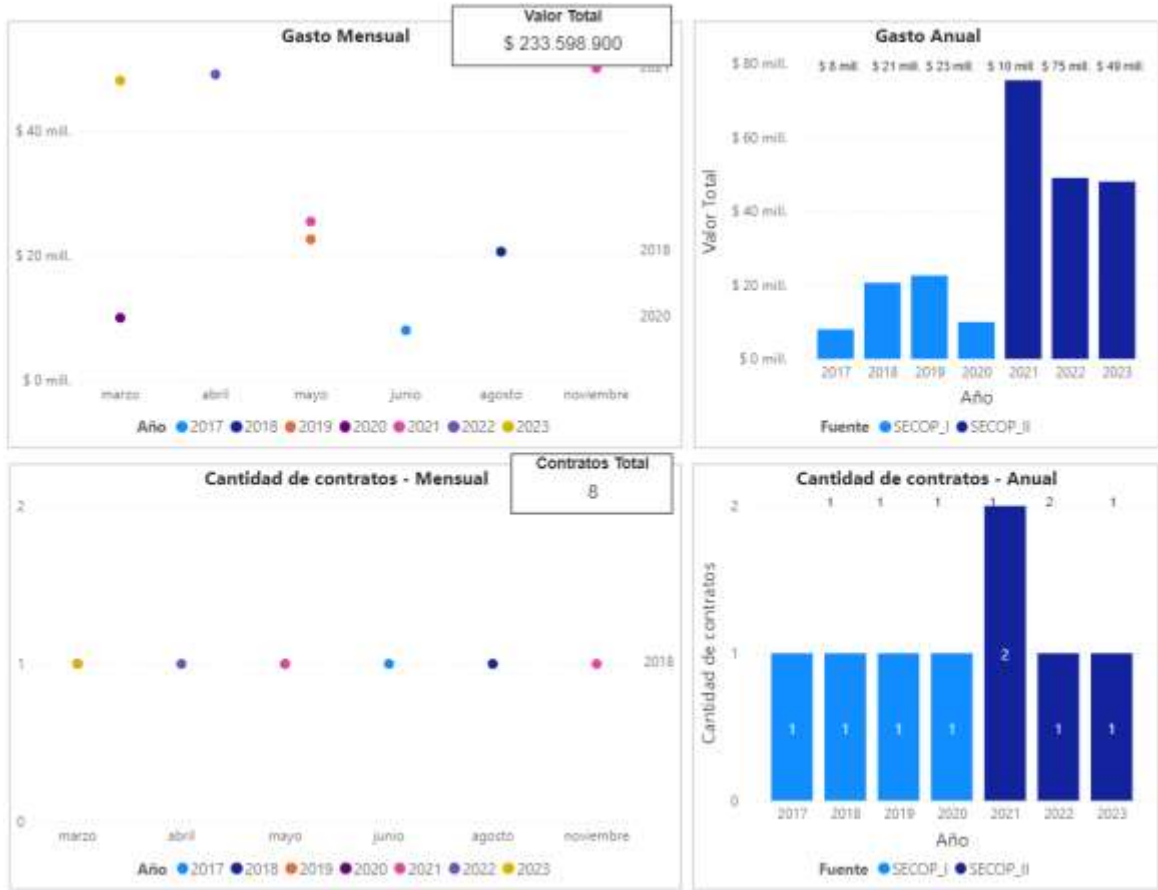 Gasto Mensual
Valor Total
$ 233.598.900
2021
$ 40 mill.
2018
$ 20 mill.
2020
$ 0 mill.
marzo abril mayo junio agosto noviembre
Año 2017 2018 2019 2020 2021 2022 2023
Gasto Anual
$ 80 mill.
$ 8 mill. $ 21 mill. $ 23 mill. $ 10 mill. $ 75 mill. $ 49 mill.
$ 60 mill.
$ 40 mill.
$ 20 mill.
$ 0 mill.
Valor Total
2017 2018 2019 2020 2021 2022 2023
Año
Fuente SECOP_I SECOP_II
Cantidad de contratos - Mensual
Contratos Total
8
2
1
2018
0
marzo abril mayo junio agosto noviembre
Año 2017 2018 2019 2020 2021 2022 2023
Cantidad de contratos - Anual
2
1 1 1 1 2 1
1
0
Cantidad de contratos
1 1 1 1 2 1 1
2017 2018 2019 2020 2021 2022 2023
Año
Fuente SECOP_I SECOP_II